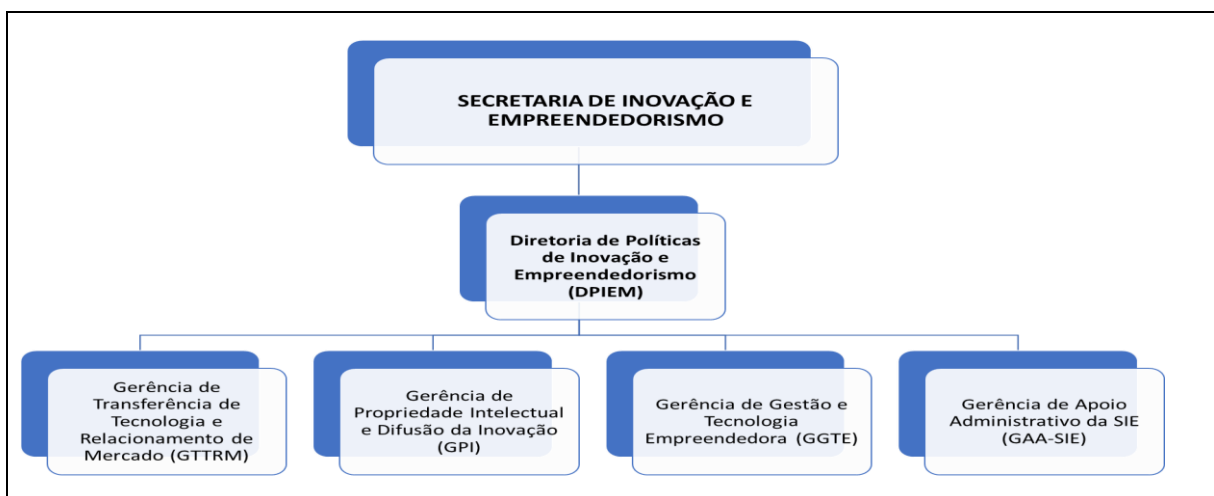 SECRETARIA DE INOVAÇÃO E
EMPREENDEDORISMO
Diretoria de Políticas
de Inovação e
Empreendedorismo
(DPIEM)
Gerência de
Transferência de
Tecnologia e
Relacionamento de
Mercado (GTTRM)
Gerência de
Propriedade Intelectual
e Difusão da Inovação
(GPI)
Gerência de Gestão e
Tecnologia
Empreendedora (GGTE)
Gerência de Apoio
Administrativo da SIE
(GAA-SIE)